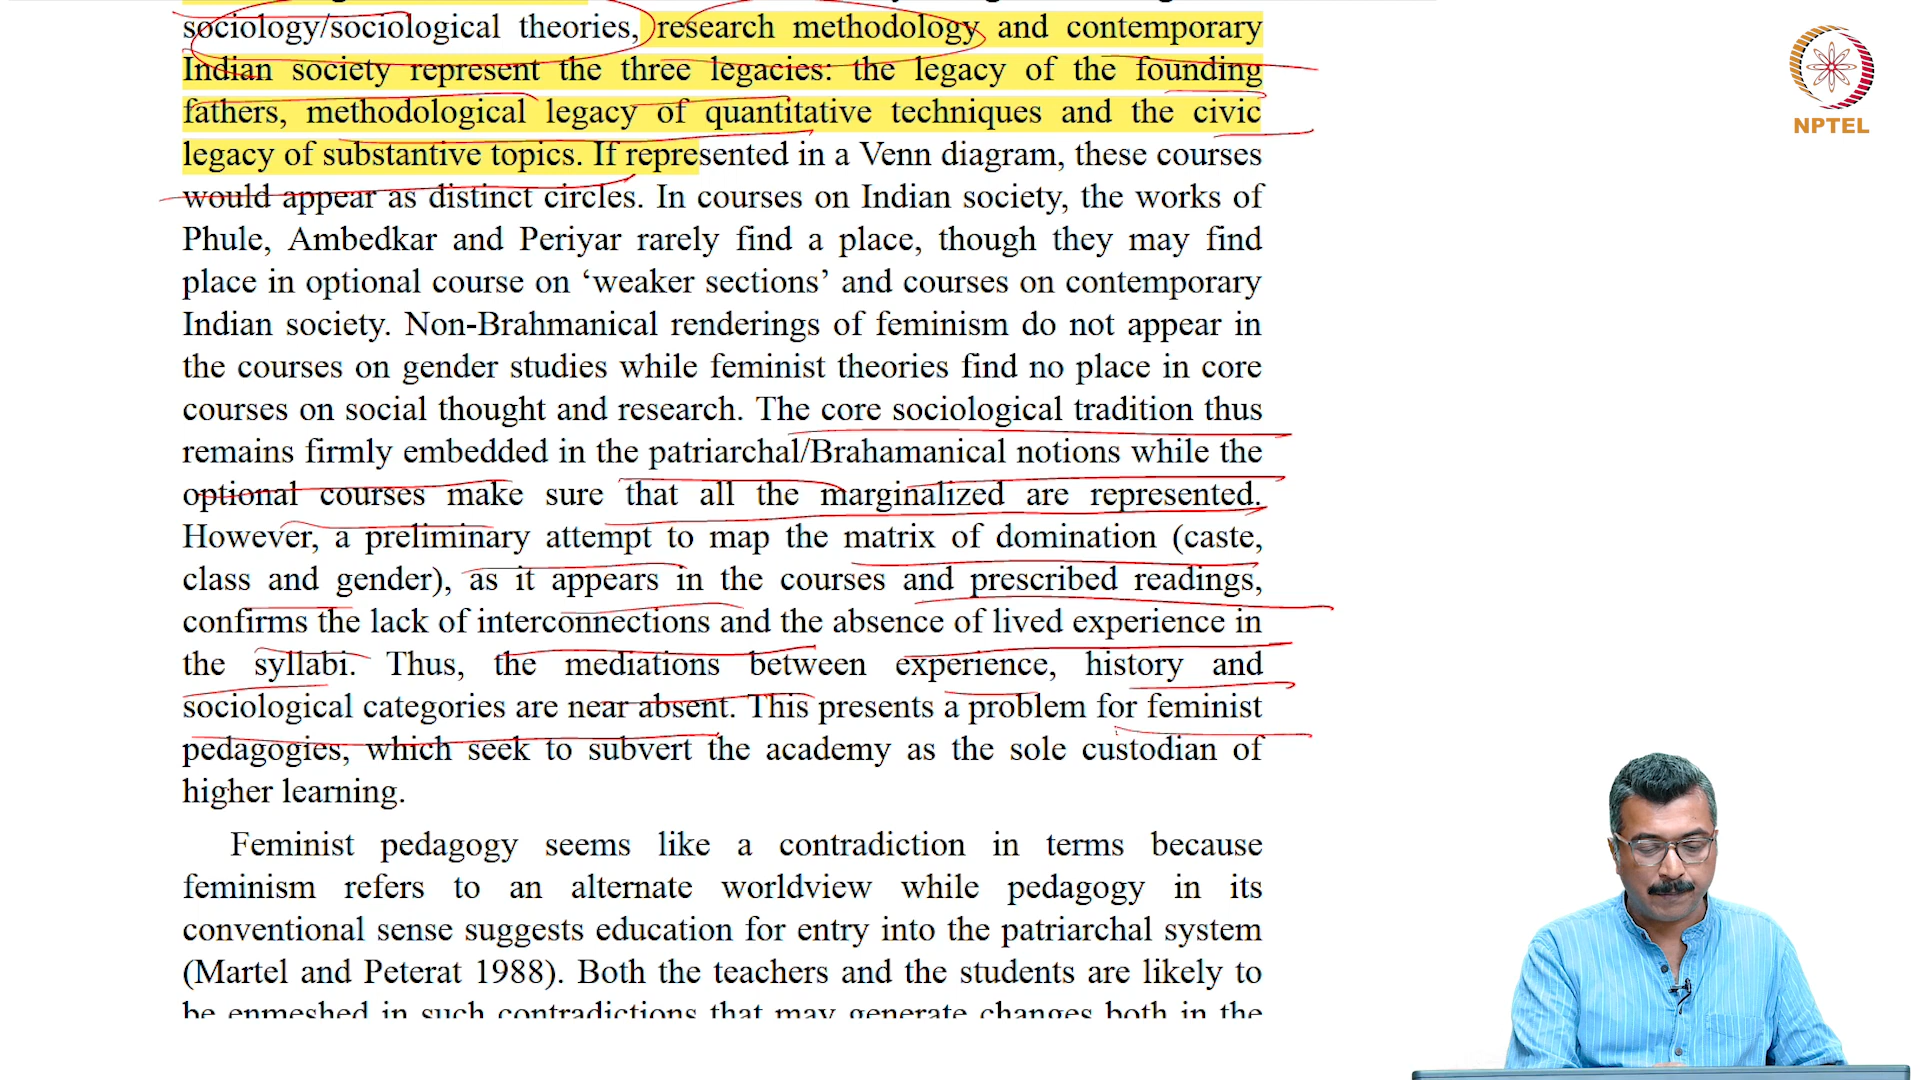 sociology/sociological theories, research methodology and contemporary
Indian society represent the three legacies: the legacy of the founding
fathers, methodological legacy of quantitative techniques and the civic
legacy of substantive topics. If represented in a Venn diagram, these courses
would appear as distinct circles. In courses on Indian society, the works of
Phule, Ambedkar and Periyar rarely find a place, though they may find
place in optional course on ‘weaker sections’ and courses on contemporary
Indian society. Non-Brahmanical renderings of feminism do not appear in
the courses on gender studies while feminist theories find no place in core
courses on social thought and research. The core sociological tradition thus
remains firmly embedded in the patriarchal/Brahamanical notions while the
optional courses make sure that all the marginalized are represented.
However, a preliminary attempt to map the matrix of domination (caste,
class and gender), as it appears in the courses and prescribed readings,
confirms the lack of interconnections and the absence of lived experience in
the syllabi. Thus, the mediations between experience, history and
sociological categories are near absent. This presents a problem for feminist
pedagogies, which seek to subvert the academy as the sole custodian of
higher learning.
Feminist pedagogy seems like a contradiction in terms because
feminism refers to an alternate worldview while pedagogy in its
conventional sense suggests education for entry into the patriarchal system
(Martel and Peterat 1988). Both the teachers and the students are likely to
be enmeshed in such contradictions that may generate changes both in the
NPTEL